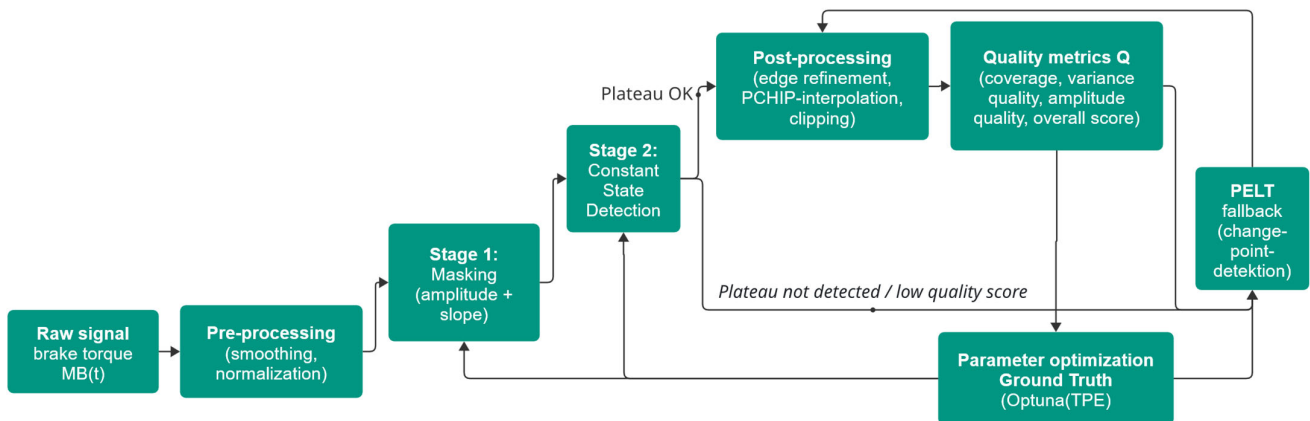 Raw signal
brake torque
MB(t)
Pre-processing
(smoothing,
normalization)
Stage 1:
Masking
(amplitude +
slope)
Stage 2:
Constant
State
Detection
Plateau OK
Post-processing
(edge refinement,
PCHIP-interpolation,
clipping)
Quality metrics Q
(coverage, variance
quality, amplitude
quality, overall score)
PELT
fallback
(change-
point-
detektion)
Plateau not detected / low quality score
Parameter optimization
Ground Truth
(Optuna(TPE)